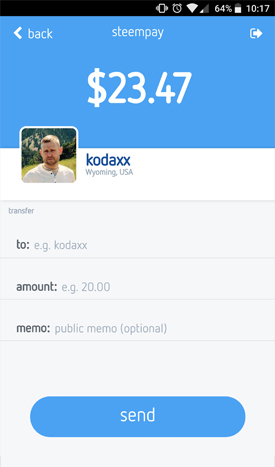 64% 10:17
back steempay
$23.47
kodaxx
Wyoming, USA
transfer
to: e.g. kodaxx
amount: e.g. 20.00
memo: public memo (optional)
send